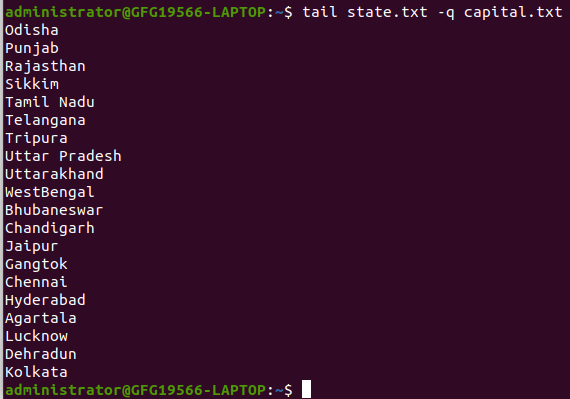 administrator@GFG19566-LAPTOP:~$ tail state.txt -q capital.txt
Odisha
Punjab
Rajasthan
Sikkim
Tamil Nadu
Telangana
Tripura
Uttar Pradesh
Uttarakhand
WestBengal
Bhubaneswar
Chandigarh
Jaipur
Gangtok
Chennai
Hyderabad
Agartala
Lucknow
Dehradun
Kolkata
administrator@GFG19566-LAPTOP:~$